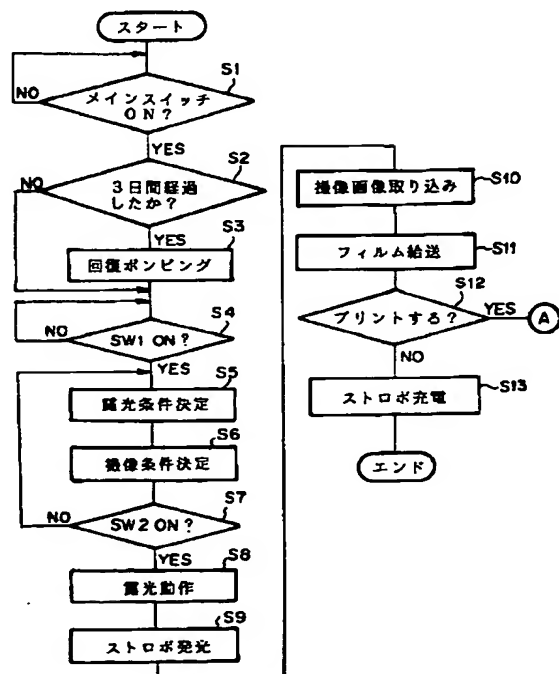 スタート
S1
メインスイッチ
ON?
NO
YES
S2
3日間経過
したか?
NO
YES
S3
回復ポンピング
S4
SW1 ON?
NO
YES
S5
露光条件決定
S6
撮像条件決定
S7
SW2 ON?
NO
YES
S8
露光動作
S9
ストロボ発光
S10
撮像画像取り込み
S11
フィルム給送
S12
プリントする?
YES
A
NO
S13
ストロボ充電
エンド